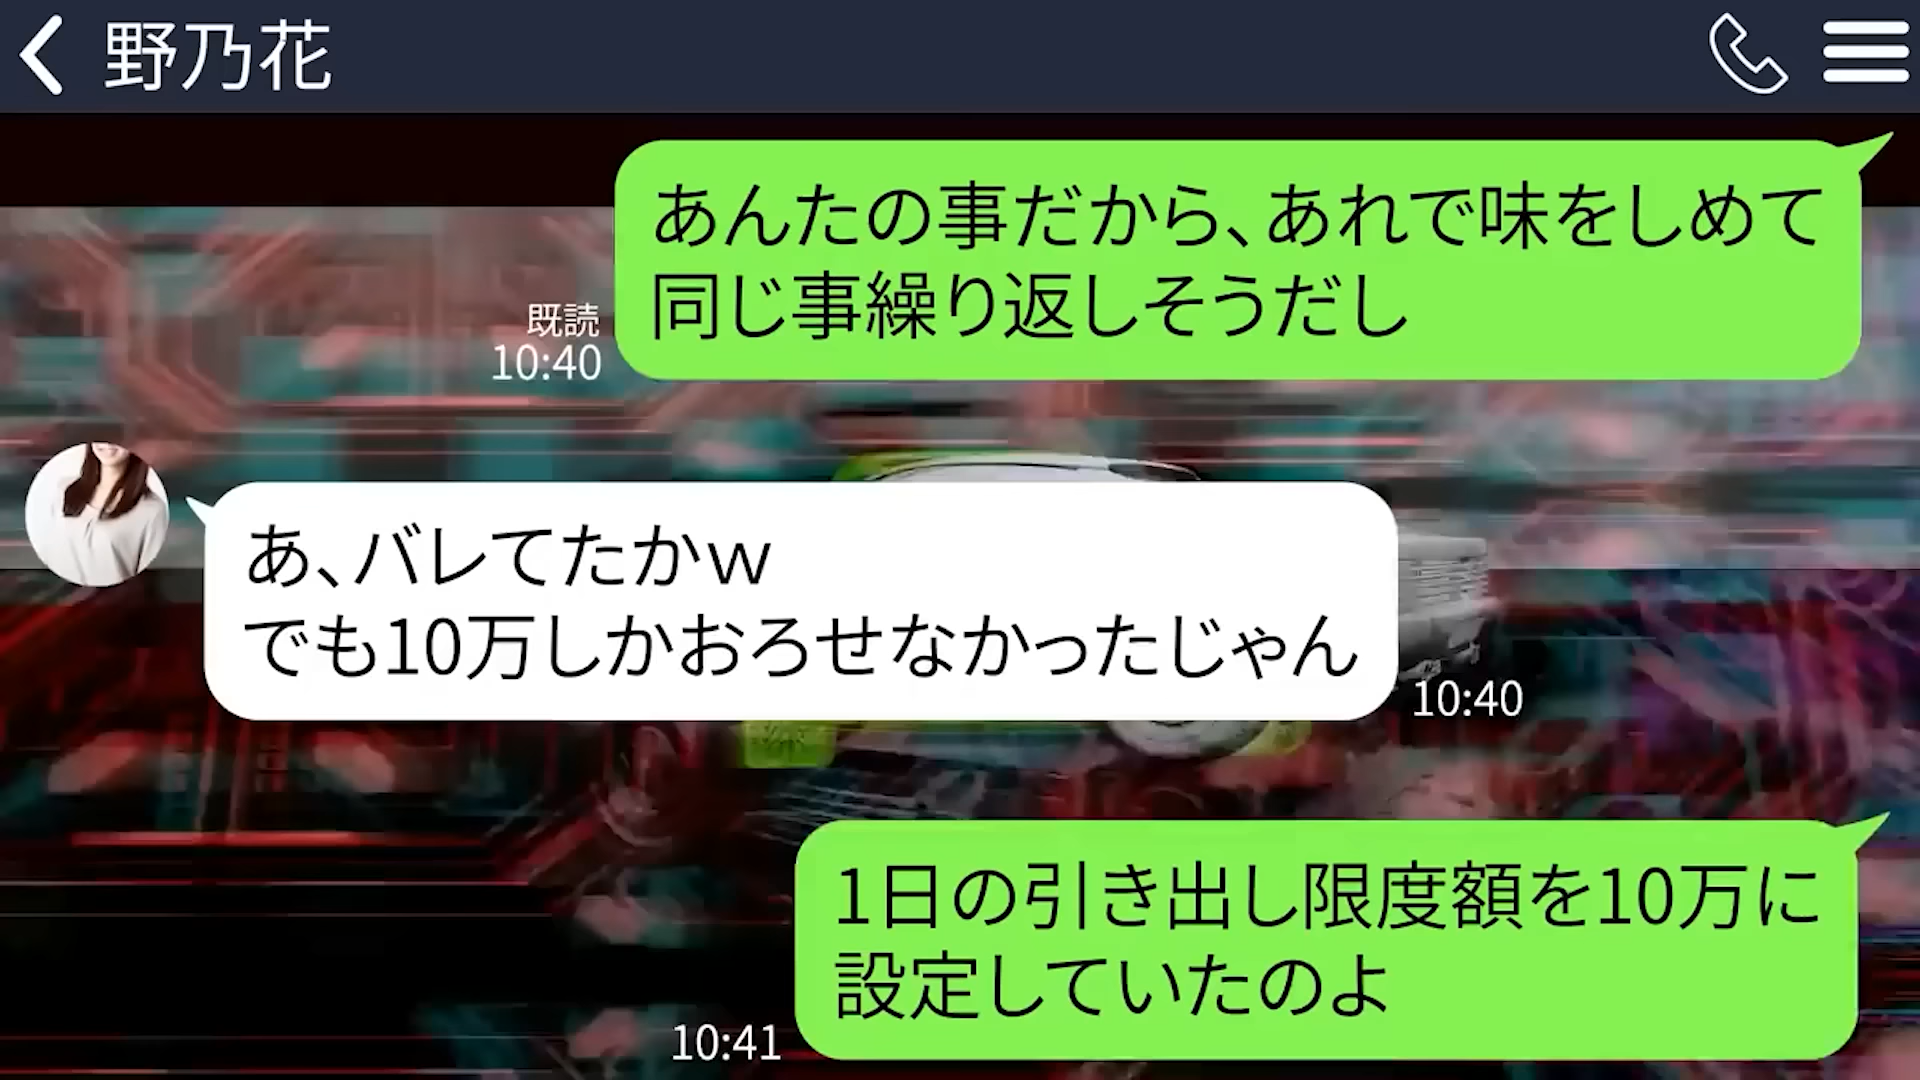 野乃花
あんたの事だから、あれで味をしめて
同じ事繰り返しそうだし
既読
10:40
あ、バレてたかｗ
でも10万しかおろせなかったじゃん
10:40
1日の引き出し限度額を10万に
設定していたのよ
10:41